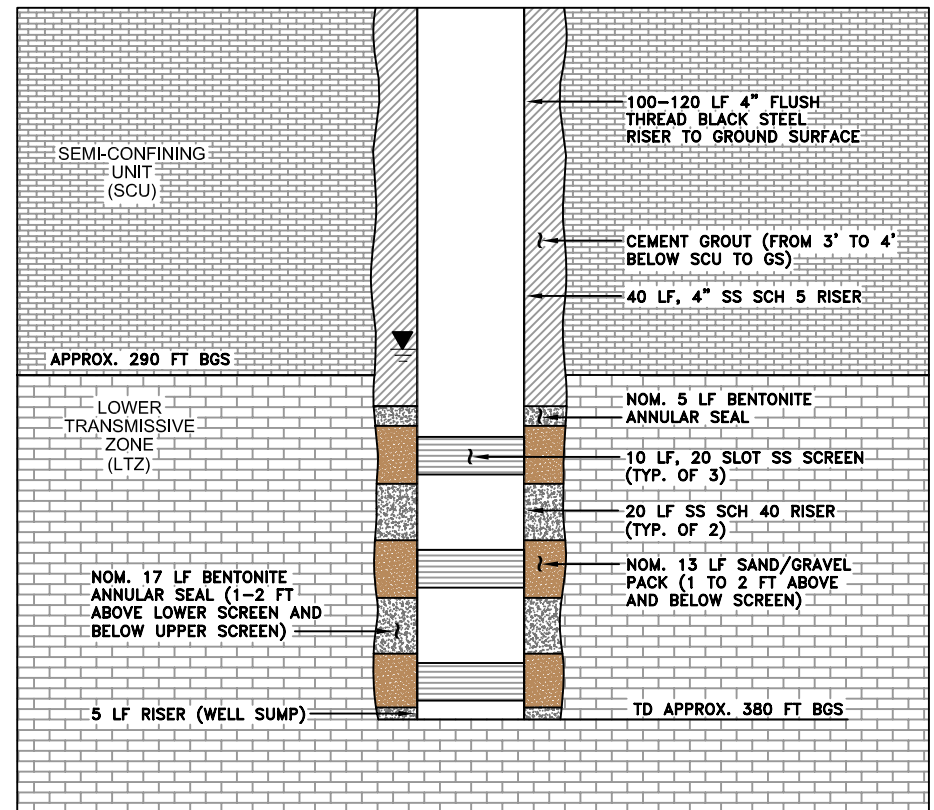 SEMI-CONFINING
UNIT
(SCU)
APPROX. 290 FT BGS
LOWER
TRANSMISSIVE
ZONE
(LTZ)
NOM. 17 LF BENTONITE
ANNULAR SEAL (1-2 FT
ABOVE LOWER SCREEN AND
BELOW UPPER SCREEN)
5 LF RISER (WELL SUMP)
100-120 LF 4" FLUSH
THREAD BLACK STEEL
RISER TO GROUND SURFACE
CEMENT GROUT (FROM 3' TO 4'
BELOW SCU TO GS)
40 LF, 4" SS SCH 5 RISER
NOM. 5 LF BENTONITE
ANNULAR SEAL
10 LF, 20 SLOT SS SCREEN
(TYP. OF 3)
20 LF SS SCH 40 RISER
(TYP. OF 2)
NOM. 13 LF SAND/GRAVEL
PACK (1 TO 2 FT ABOVE
AND BELOW SCREEN)
TD APPROX. 380 FT BGS